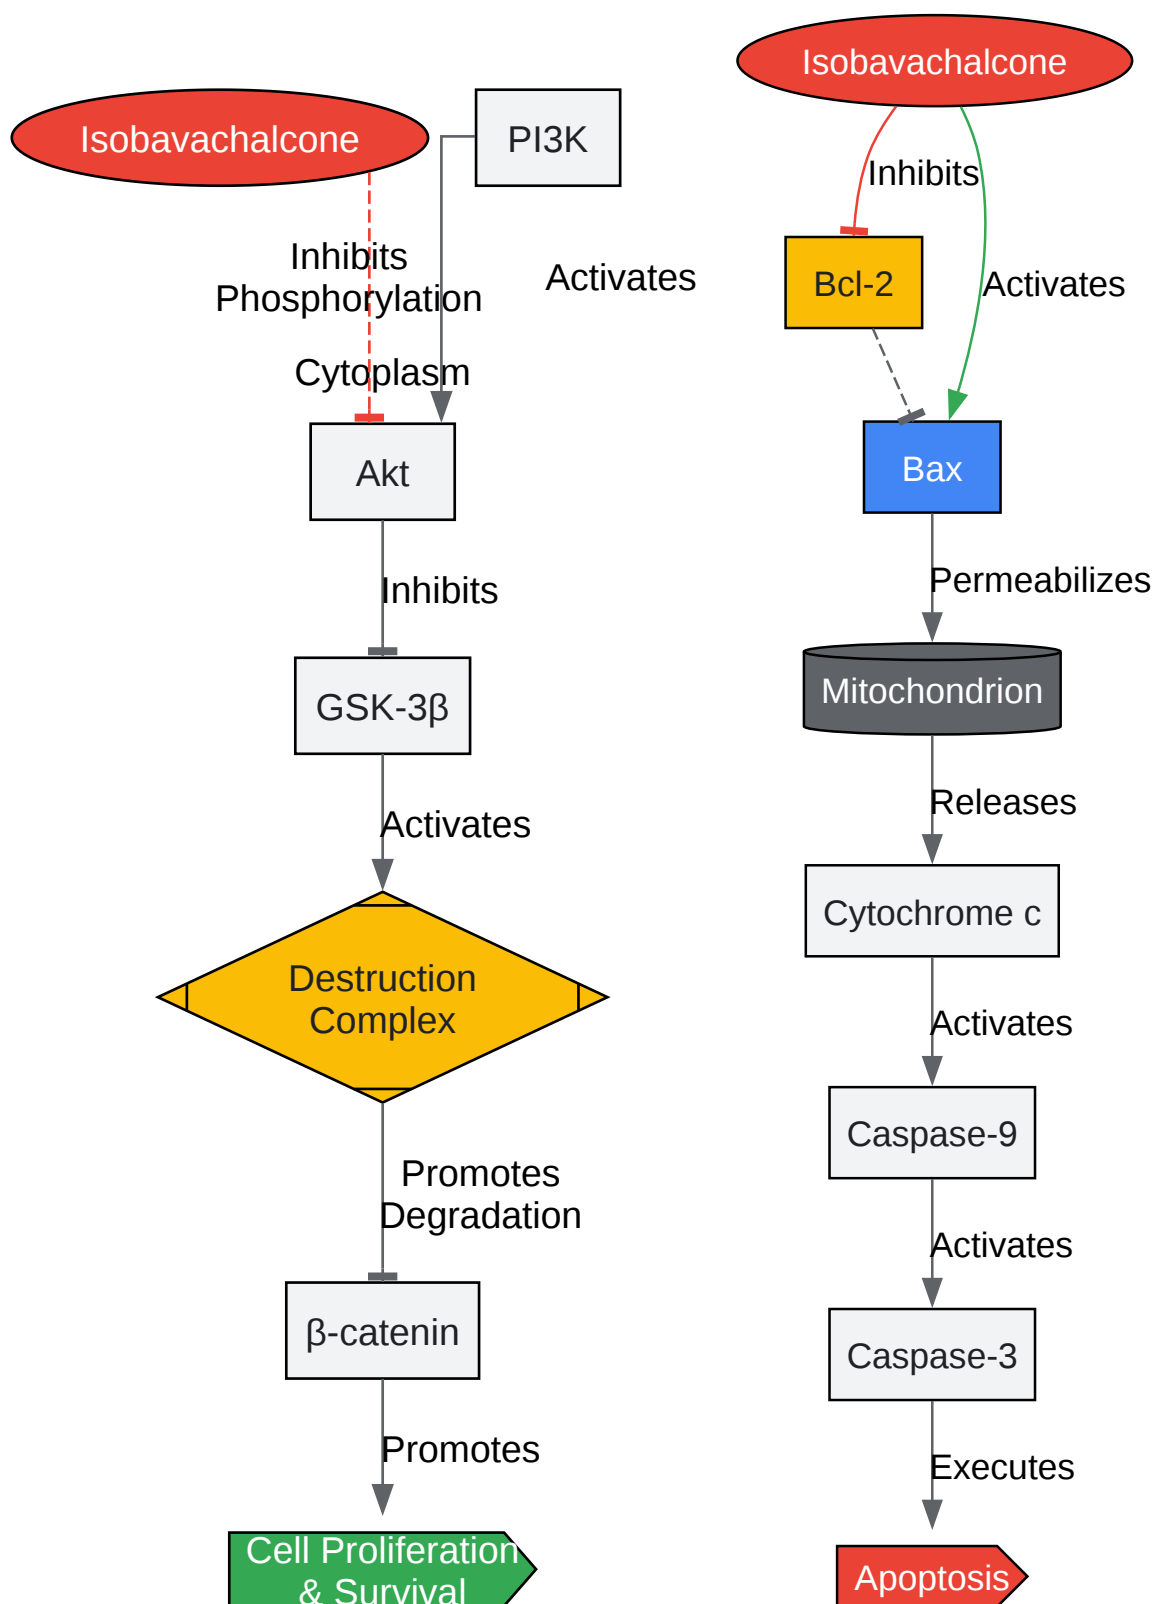 Isobavachalcone
PI3K
Inhibits
Phosphorylation
Activates
Cytoplasm
Akt
Inhibits
GSK-3β
Activates
Destruction
Complex
Promotes
Degradation
β-catenin
Promotes
Cell Proliferation
& Survival
Isobavachalcone
Inhibits
Bcl-2
Activates
Bax
Permeabilizes
Mitochondrion
Releases
Cytochrome c
Activates
Caspase-9
Activates
Caspase-3
Executes
Apoptosis